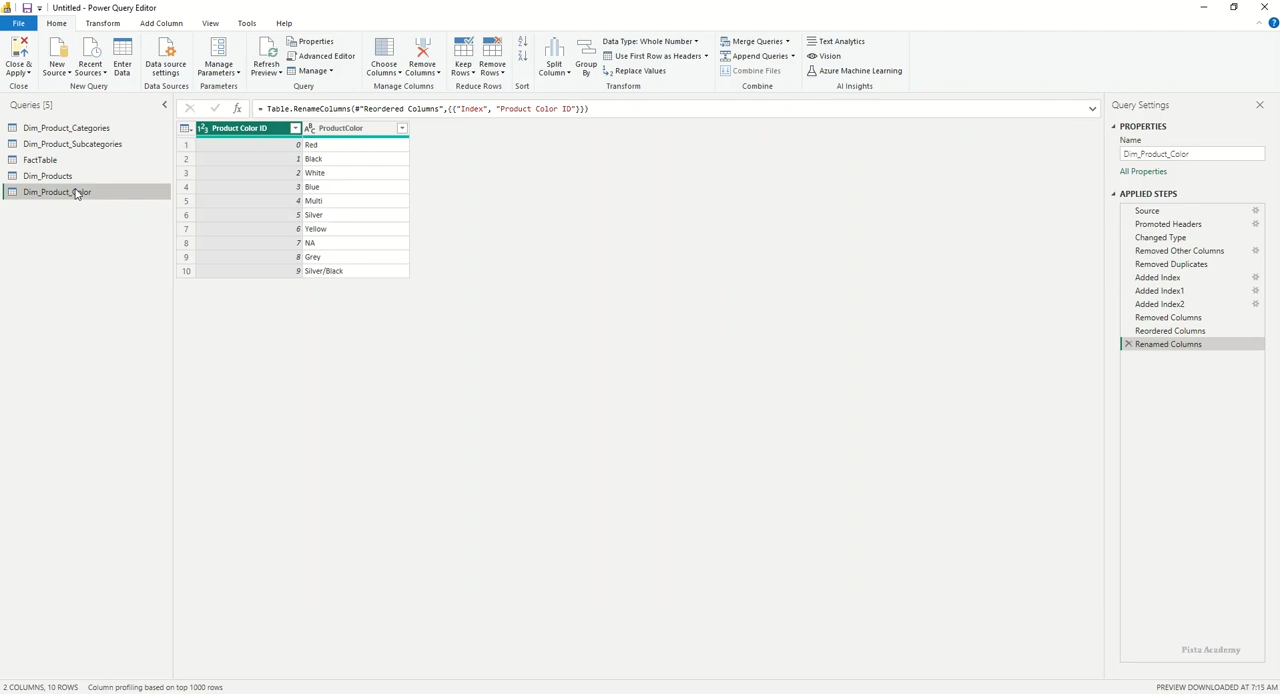 Untitled - Power Query Editor
File Home Transform Add Column View Tools Help
Close & Apply
New Source
Recent Sources
Enter Data
Data source settings
Manage Parameters
Refresh Preview
Properties
Advanced Editor
Manage
Choose Columns
Remove Columns
Keep Rows
Remove Rows
Split Column
Group By
Data Type: Whole Number
Use First Row as Headers
Replace Values
Merge Queries
Append Queries
Combine Files
Text Analytics
Vision
Azure Machine Learning
Close New Query Data Sources Parameters Query Manage Columns Reduce Rows Sort Transform Combine AI Insights
Queries [5]
Dim_Product_Categories
Dim_Product_Subcategories
FactTable
Dim_Products
Dim_Product_Color
fx = Table.RenameColumns(#"Reordered Columns",{{"Index", "Product Color ID"}})
1²3 Product Color ID ABC ProductColor
1 0 Red
2 1 Black
3 2 White
4 3 Blue
5 4 Multi
6 5 Silver
7 6 Yellow
8 7 NA
9 8 Grey
10 9 Silver/Black
Query Settings
PROPERTIES
Name
Dim_Product_Color
All Properties
APPLIED STEPS
Source
Promoted Headers
Changed Type
Removed Other Columns
Removed Duplicates
Added Index
Added Index1
Added Index2
Removed Columns
Reordered Columns
Renamed Columns
Pista Academy
2 COLUMNS, 10 ROWS Column profiling based on top 1000 rows
PREVIEW DOWNLOADED AT 7:15 AM